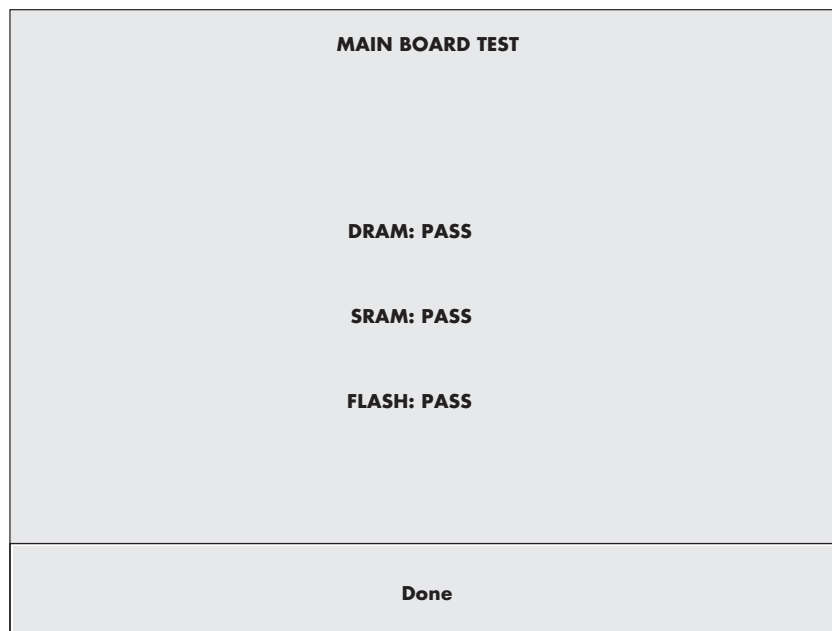 MAIN BOARD TEST
DRAM: PASS
SRAM: PASS
FLASH: PASS
Done